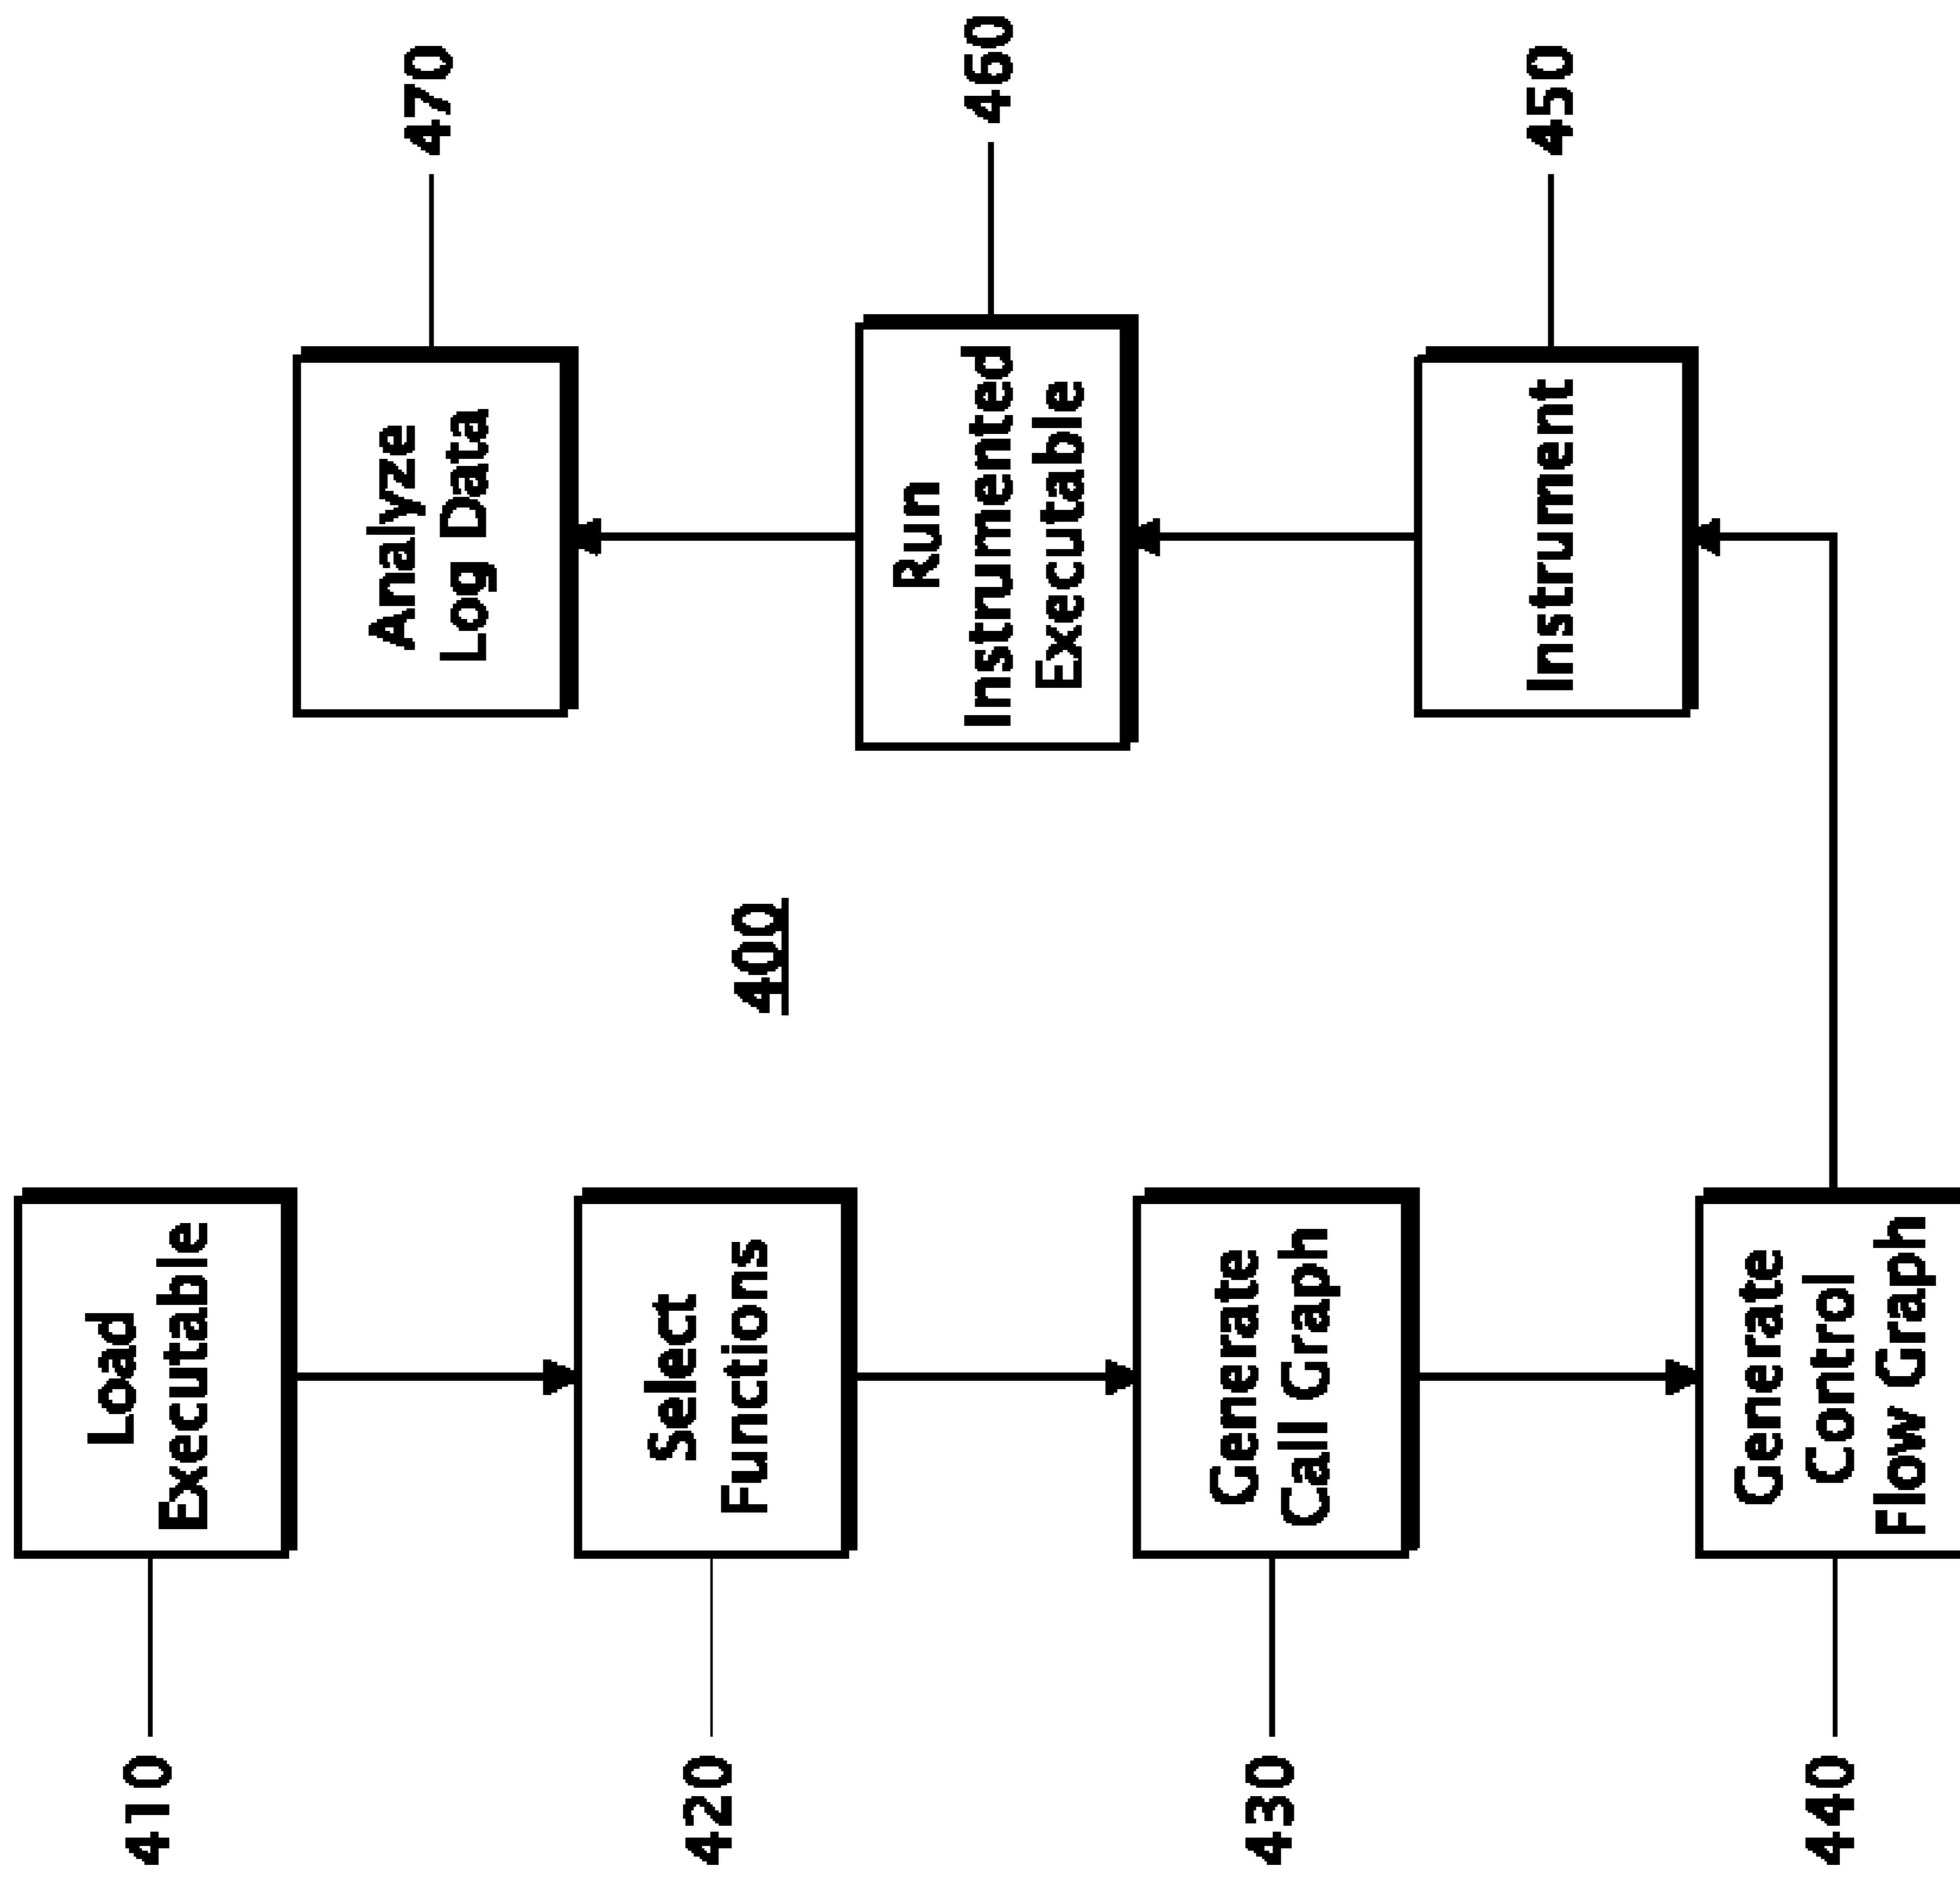 410
Load
Executable
420
Select
Functions
430
Generate
Call Graph
440
Generate
Control
Flow Graph
400
Instrument
450
Run
Instrumented
Executable
460
Analyze
Log Data
470